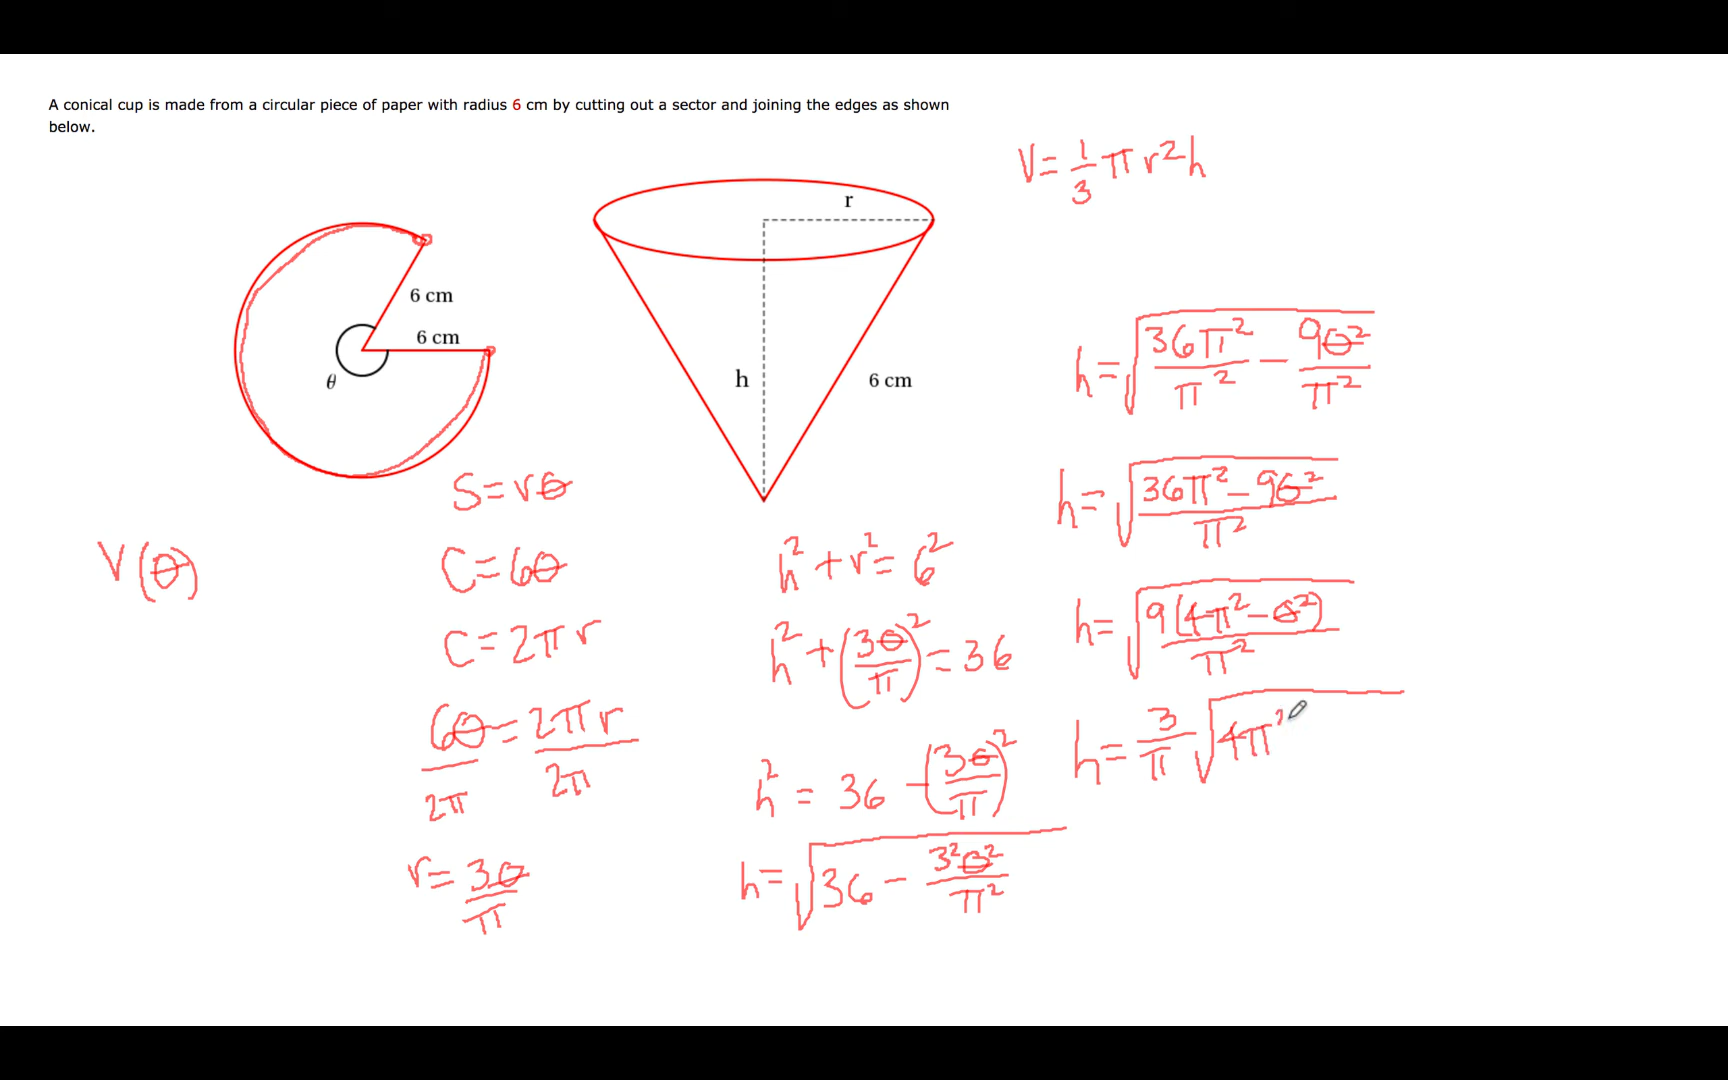 A conical cup is made from a circular piece of paper with radius 6 cm by cutting out a sector and joining the edges as shown
below.
6 cm
6 cm
θ
r
h
6 cm
V(θ)
S=rθ
C=6θ
C=2πr
6θ/2π = 2πr/2π
r=3θ/π
h²+r²=6²
h²+(3θ/π)²=36
h²=36-(3θ/π)²
h=√(36-3²θ²/π²)
V=1/3πr²h
h=√(36π²/π²-9θ²/π²)
h=√((36π²-9θ²)/π²)
h=√(9(4π²-θ²)/π²)
h=3/π√4π²